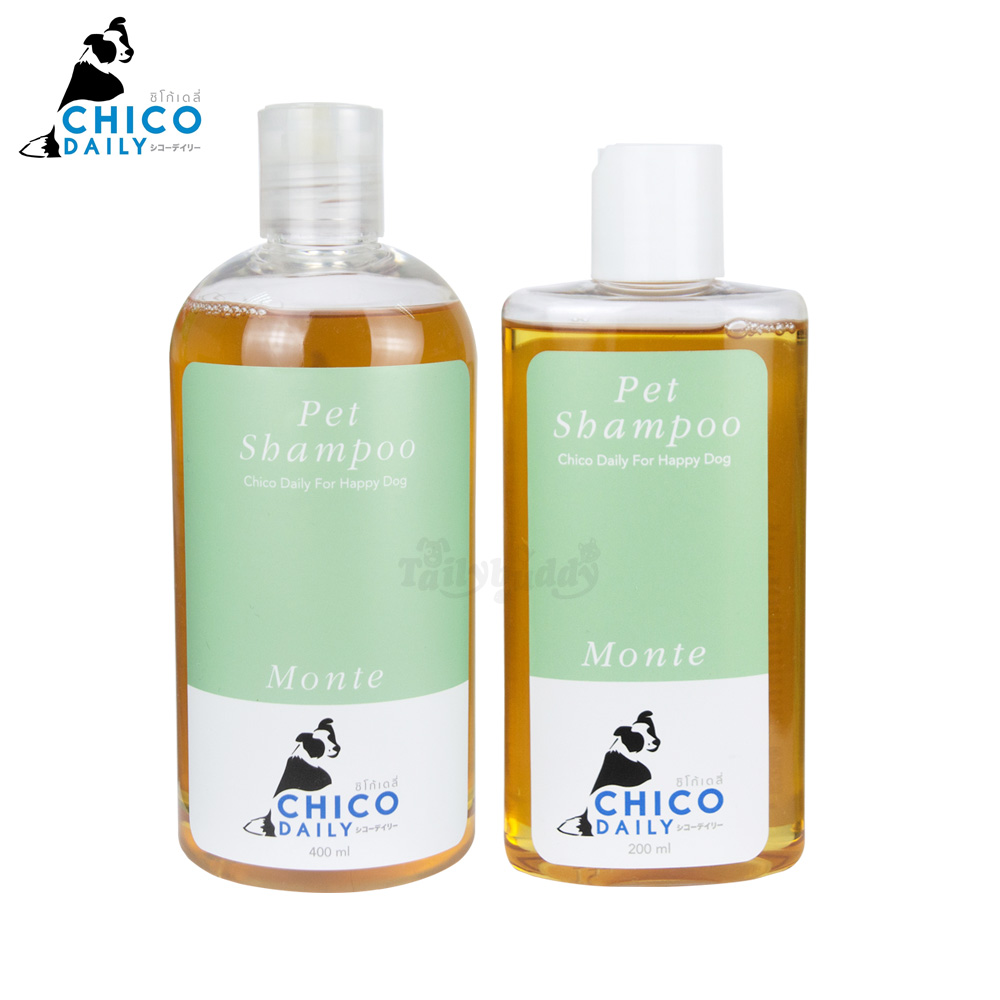 ชิโก้เดลี่
CHICO
DAILY シコーデイリー
Pet
Shampoo
Chico Daily For Happy Dog
Monte
ชิโก้เดลี่
CHICO
DAILY シコーデイリー
400 ml
Pet
Shampoo
Chico Daily For Happy Dog
Monte
ชิโก้เดลี่
CHICO
DAILY シコーデイリー
200 ml
Tailybuddy